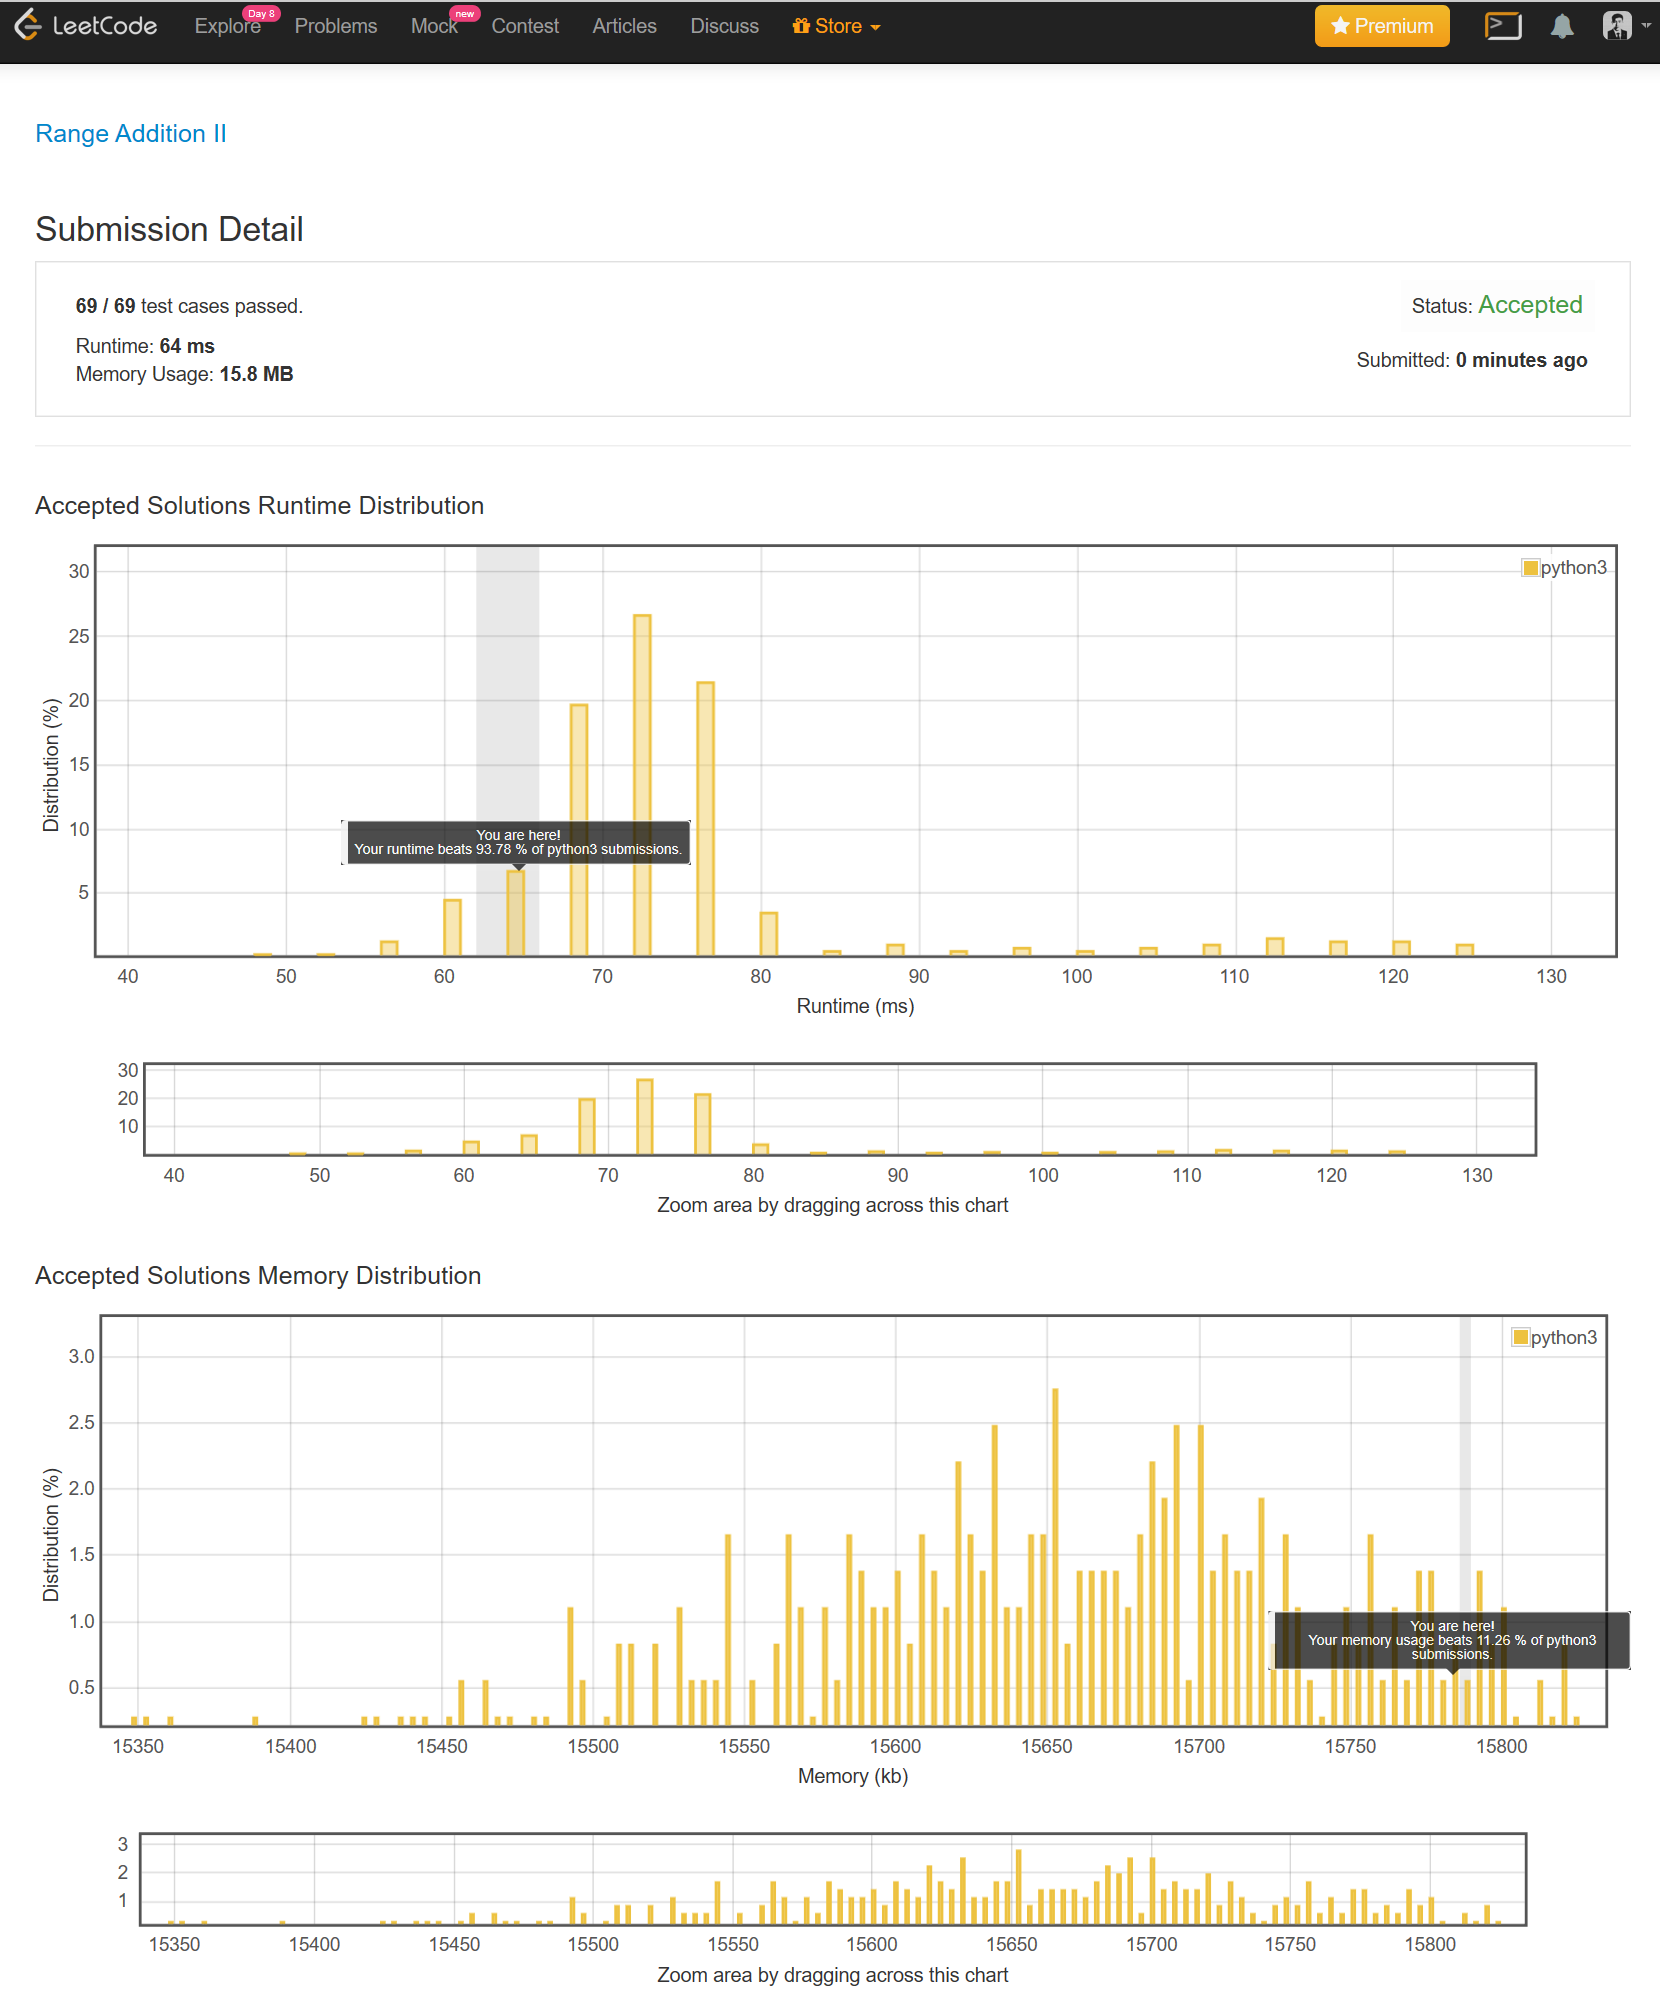 LeetCode Explore Day 8 Problems Mock new Contest Articles Discuss Store Premium
Range Addition II
Submission Detail
69 / 69 test cases passed.
Status: Accepted
Runtime: 64 ms
Submitted: 0 minutes ago
Memory Usage: 15.8 MB
Accepted Solutions Runtime Distribution
python3
30
25
20
15
10
5
Distribution (%)
You are here!
Your runtime beats 93.78 % of python3 submissions.
40 50 60 70 80 90 100 110 120 130
Runtime (ms)
30
20
10
40 50 60 70 80 90 100 110 120 130
Zoom area by dragging across this chart
Accepted Solutions Memory Distribution
python3
3.0
2.5
2.0
1.5
1.0
0.5
Distribution (%)
You are here!
Your memory usage beats 11.26 % of python3
submissions.
15350 15400 15450 15500 15550 15600 15650 15700 15750 15800
Memory (kb)
3
2
1
15350 15400 15450 15500 15550 15600 15650 15700 15750 15800
Zoom area by dragging across this chart